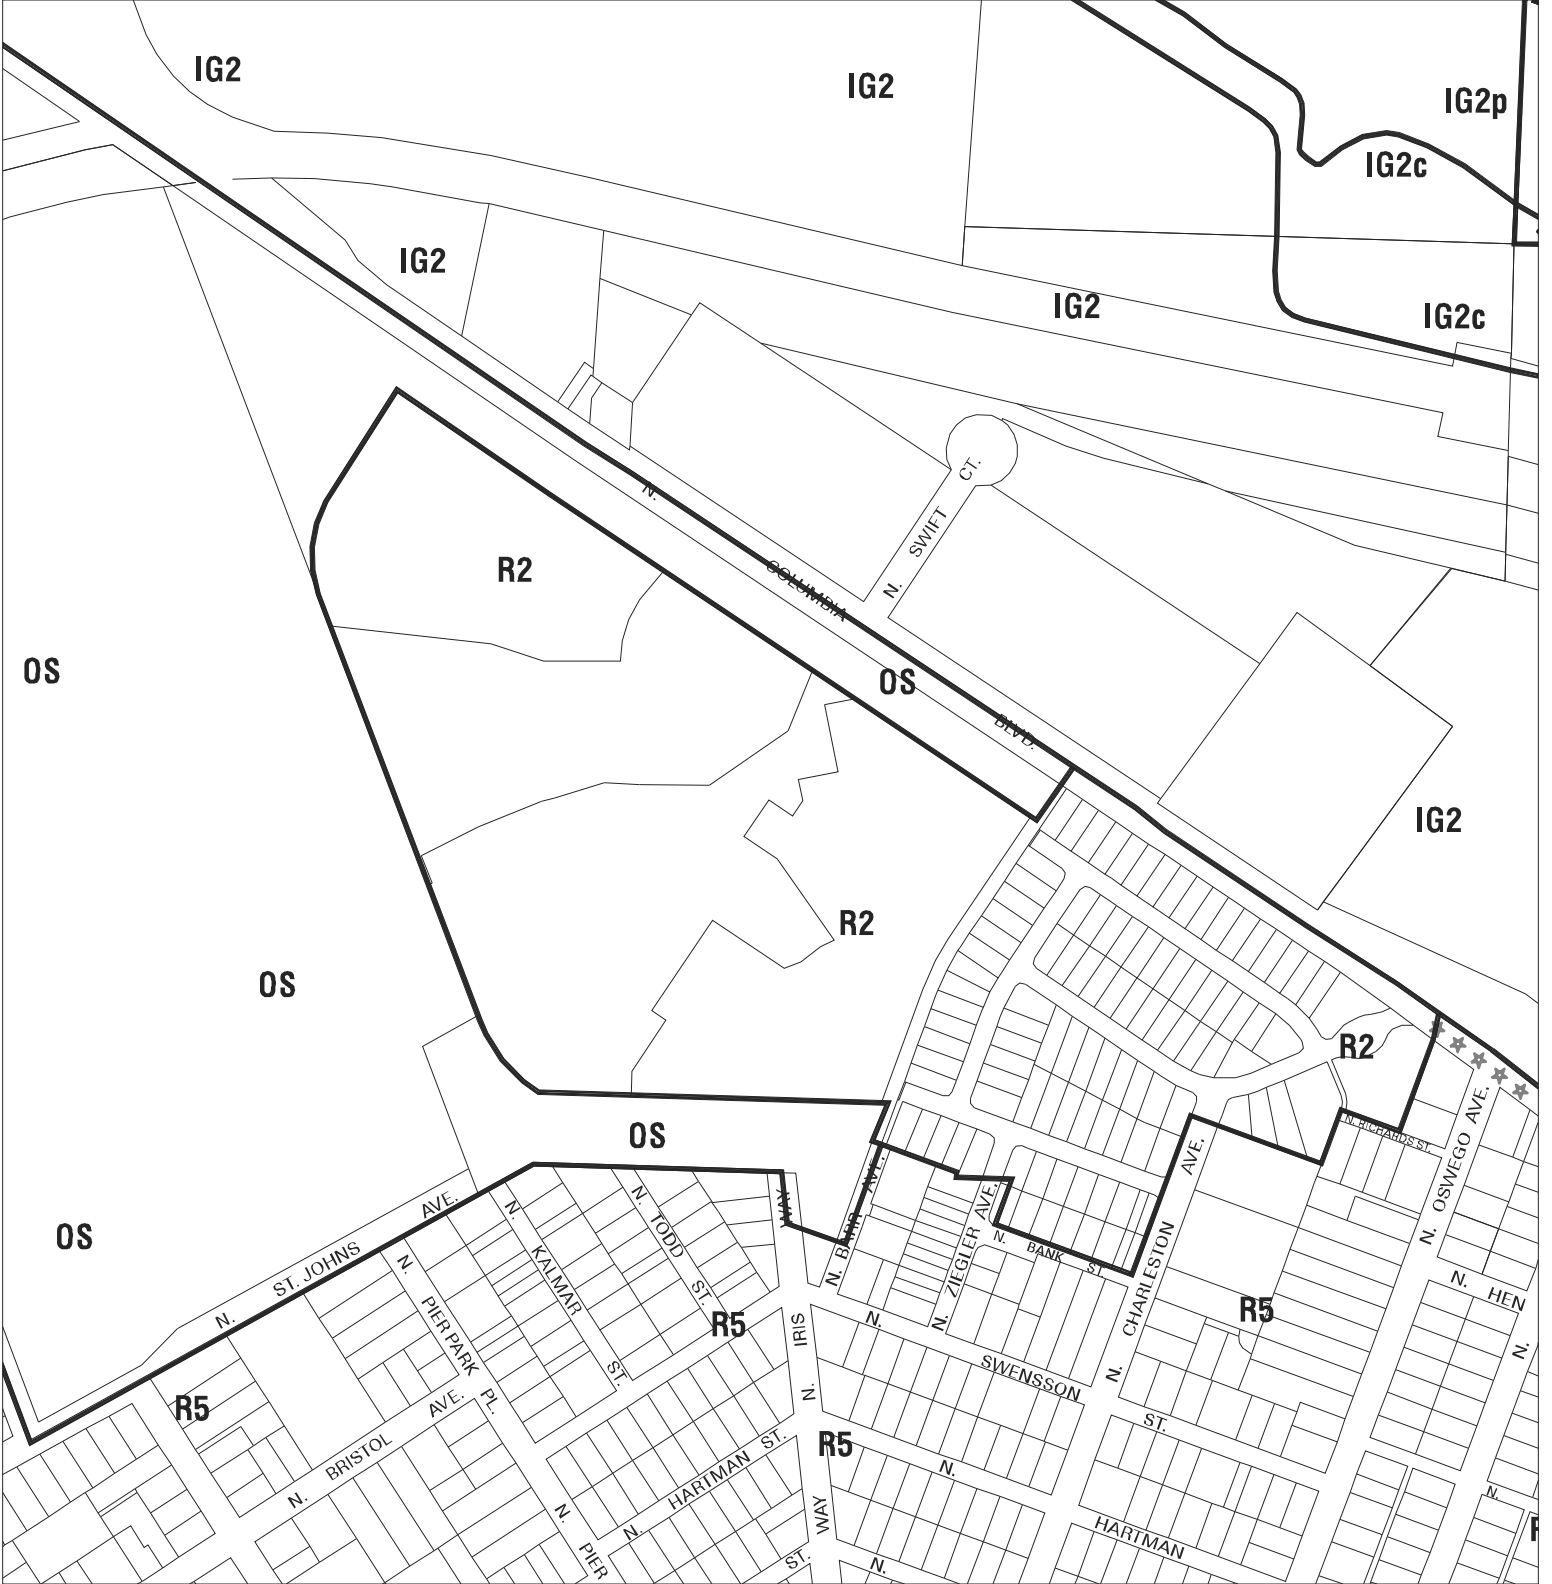 IG2
IG2
IG2p
IG2c
IG2
IG2
IG2c
N. SWIFT CT.
N. COLUMBIA BLVD.
R2
OS
OS
IG2
R2
OS
R2
OS
OS
N. RICHARDS ST.
N. OSWEGO AVE.
N. ST. JOHNS AVE.
N. KALMAR ST.
N. TODD ST.
WAY
N. BARR AVE.
N. ZIEGLER AVE.
N. BANK ST.
N. CHARLESTON AVE.
N. PIER PARK PL.
R5
R5
N. HEN
N.
IRIS
N. SWENSSON ST.
R5
N. BRISTOL AVE.
N.
R5
N. HARTMAN ST.
N. HARTMAN
WAY
N. PIER
ST.
N.
N.